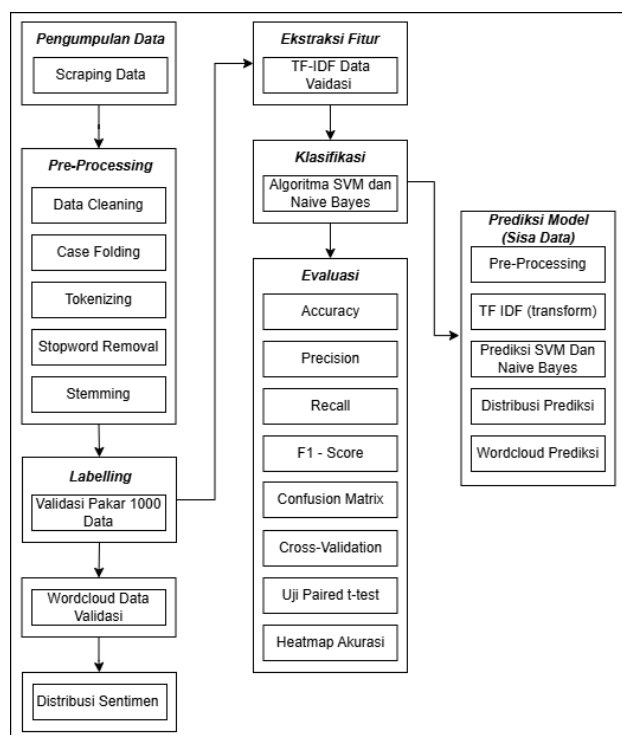 Pengumpulan Data
Scraping Data
Pre-Processing
Data Cleaning
Case Folding
Tokenizing
Stopword Removal
Stemming
Labelling
Validasi Pakar 1000
Data
Wordcloud Data
Validasi
Distribusi Sentimen
Ekstraksi Fitur
TF-IDF Data
Vaidasi
Klasifikasi
Algoritma SVM dan
Naive Bayes
Evaluasi
Accuracy
Precision
Recall
F1 - Score
Confusion Matrix
Cross-Validation
Uji Paired t-test
Heatmap Akurasi
Prediksi Model
(Sisa Data)
Pre-Processing
TF IDF (transform)
Prediksi SVM Dan
Naive Bayes
Distribusi Prediksi
Wordcloud Prediksi